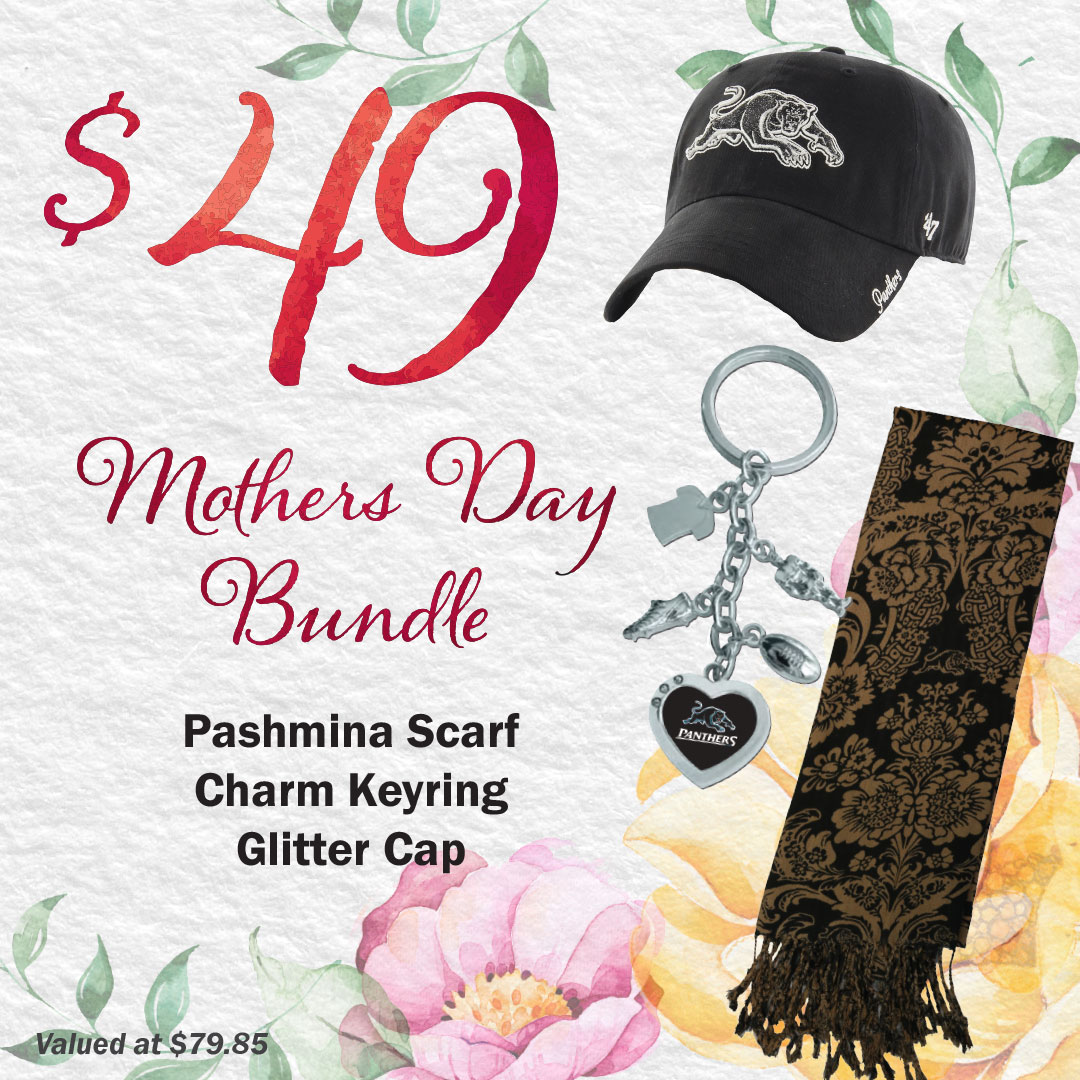 $49
Mothers Day
Bundle
Pashmina Scarf
Charm Keyring
Glitter Cap
Valued at $79.85
'47
Panthers
PANTHERS